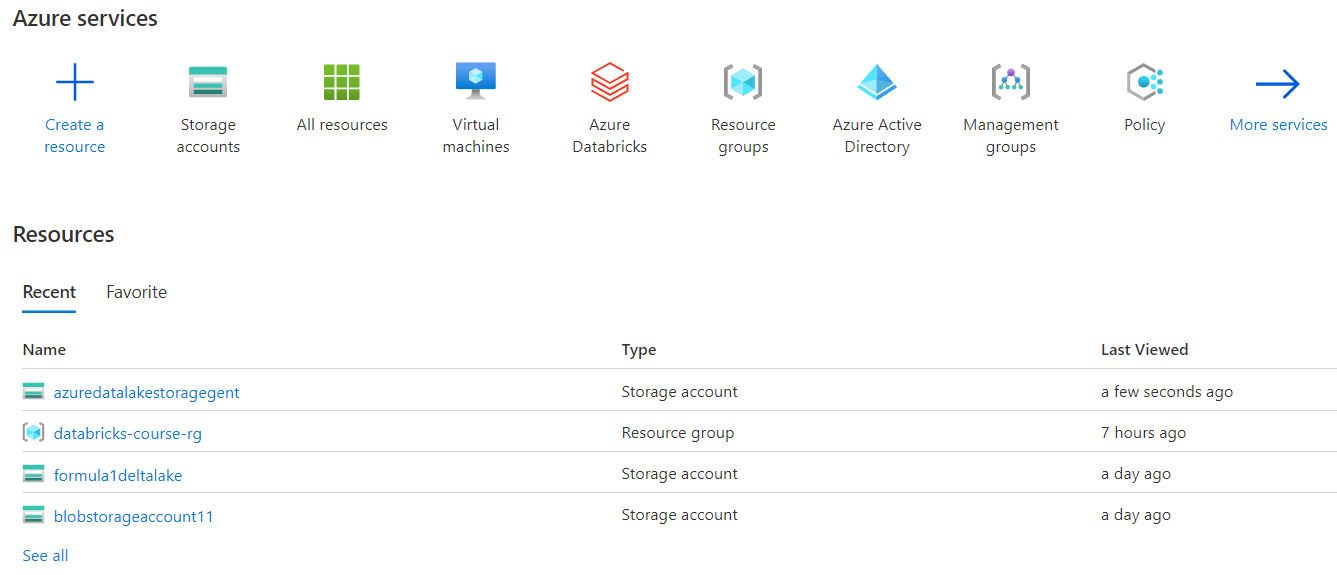 Azure services
Create a resource
Storage accounts
All resources
Virtual machines
Azure Databricks
Resource groups
Azure Active Directory
Management groups
Policy
More services
Resources
Recent Favorite
Name Type Last Viewed
azuredatalakestoragegent Storage account a few seconds ago
databricks-course-rg Resource group 7 hours ago
formula1deltalake Storage account a day ago
blobstorageaccount11 Storage account a day ago
See all